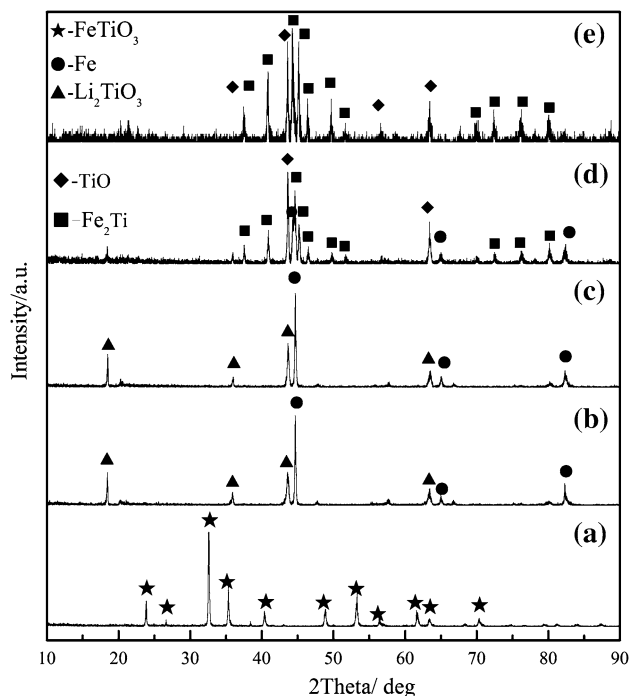 ★-FeTiO₃
●-Fe
▲-Li₂TiO₃
(e)
◆-TiO
■-Fe₂Ti
(d)
(c)
(b)
(a)
Intensity/a.u.
10 20 30 40 50 60 70 80 90
2Theta/ deg